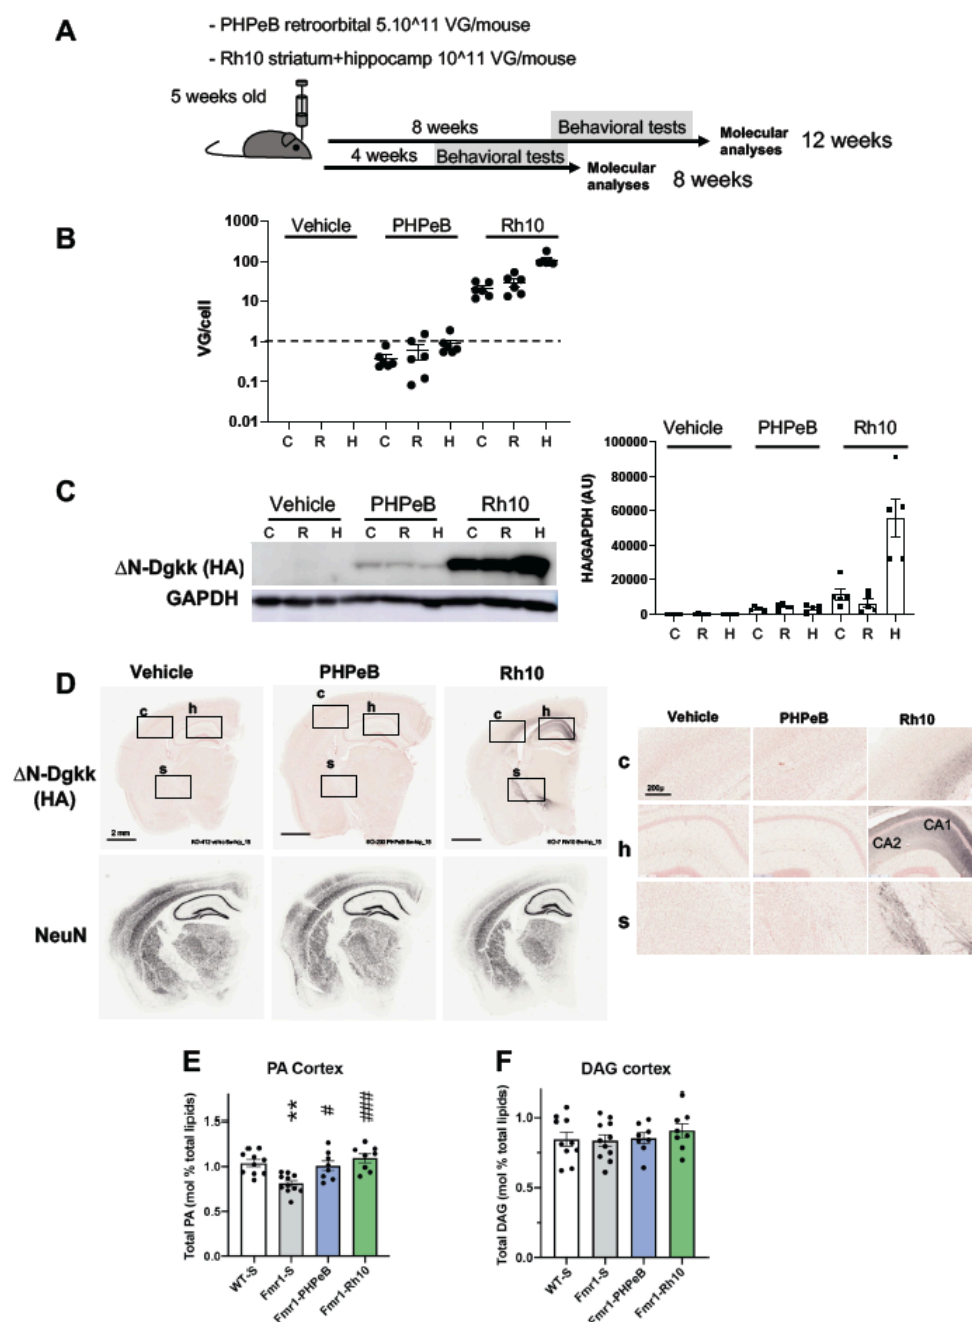 A
- PHPeB retroorbital 5.10^11 VG/mouse
- Rh10 striatum+hippocamp 10^11 VG/mouse
5 weeks old
8 weeks
Behavioral tests
Molecular analyses
12 weeks
4 weeks
Behavioral tests
Molecular analyses
8 weeks
B
Vehicle
PHPeB
Rh10
VG/cell
1000
100
10
1
0.1
0.01
C R H C R H C R H
C
Vehicle
PHPeB
Rh10
C R H C R H C R H
ΔN-Dgkk (HA)
GAPDH
Vehicle
PHPeB
Rh10
HA/GAPDH (AU)
100000
80000
60000
40000
20000
0
C R H C R H C R H
D
Vehicle
PHPeB
Rh10
ΔN-Dgkk
(HA)
c h s
c h s
c h s
2 mm
NeuN
Vehicle
PHPeB
Rh10
c
200µ
h
CA2
CA1
s
E
PA Cortex
Total PA (mol % total lipids)
1.5
1.0
0.5
0.0
**
#
###
WT-S
Fmr1-S
Fmr1-PHPeB
Fmr1-Rh10
F
DAG cortex
Total DAG (mol % total lipids)
1.0
0.5
0.0
WT-S
Fmr1-S
Fmr1-PHPeB
Fmr1-Rh10